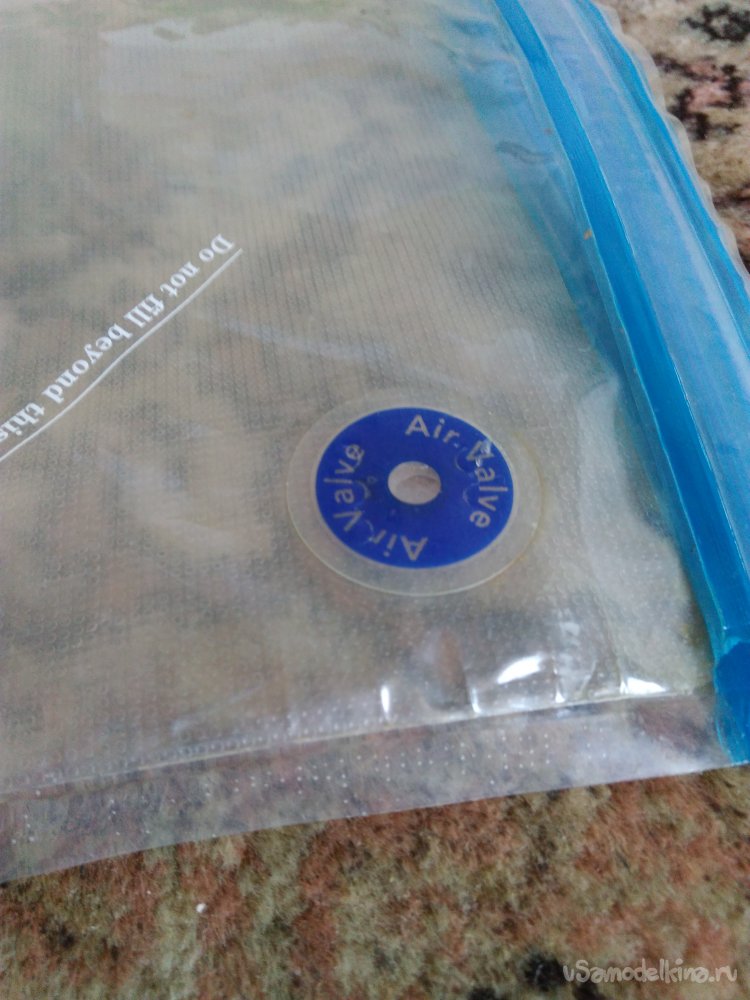 Do not fill beyond this
Air Valve
Air Valve
vSamodelkina.ru